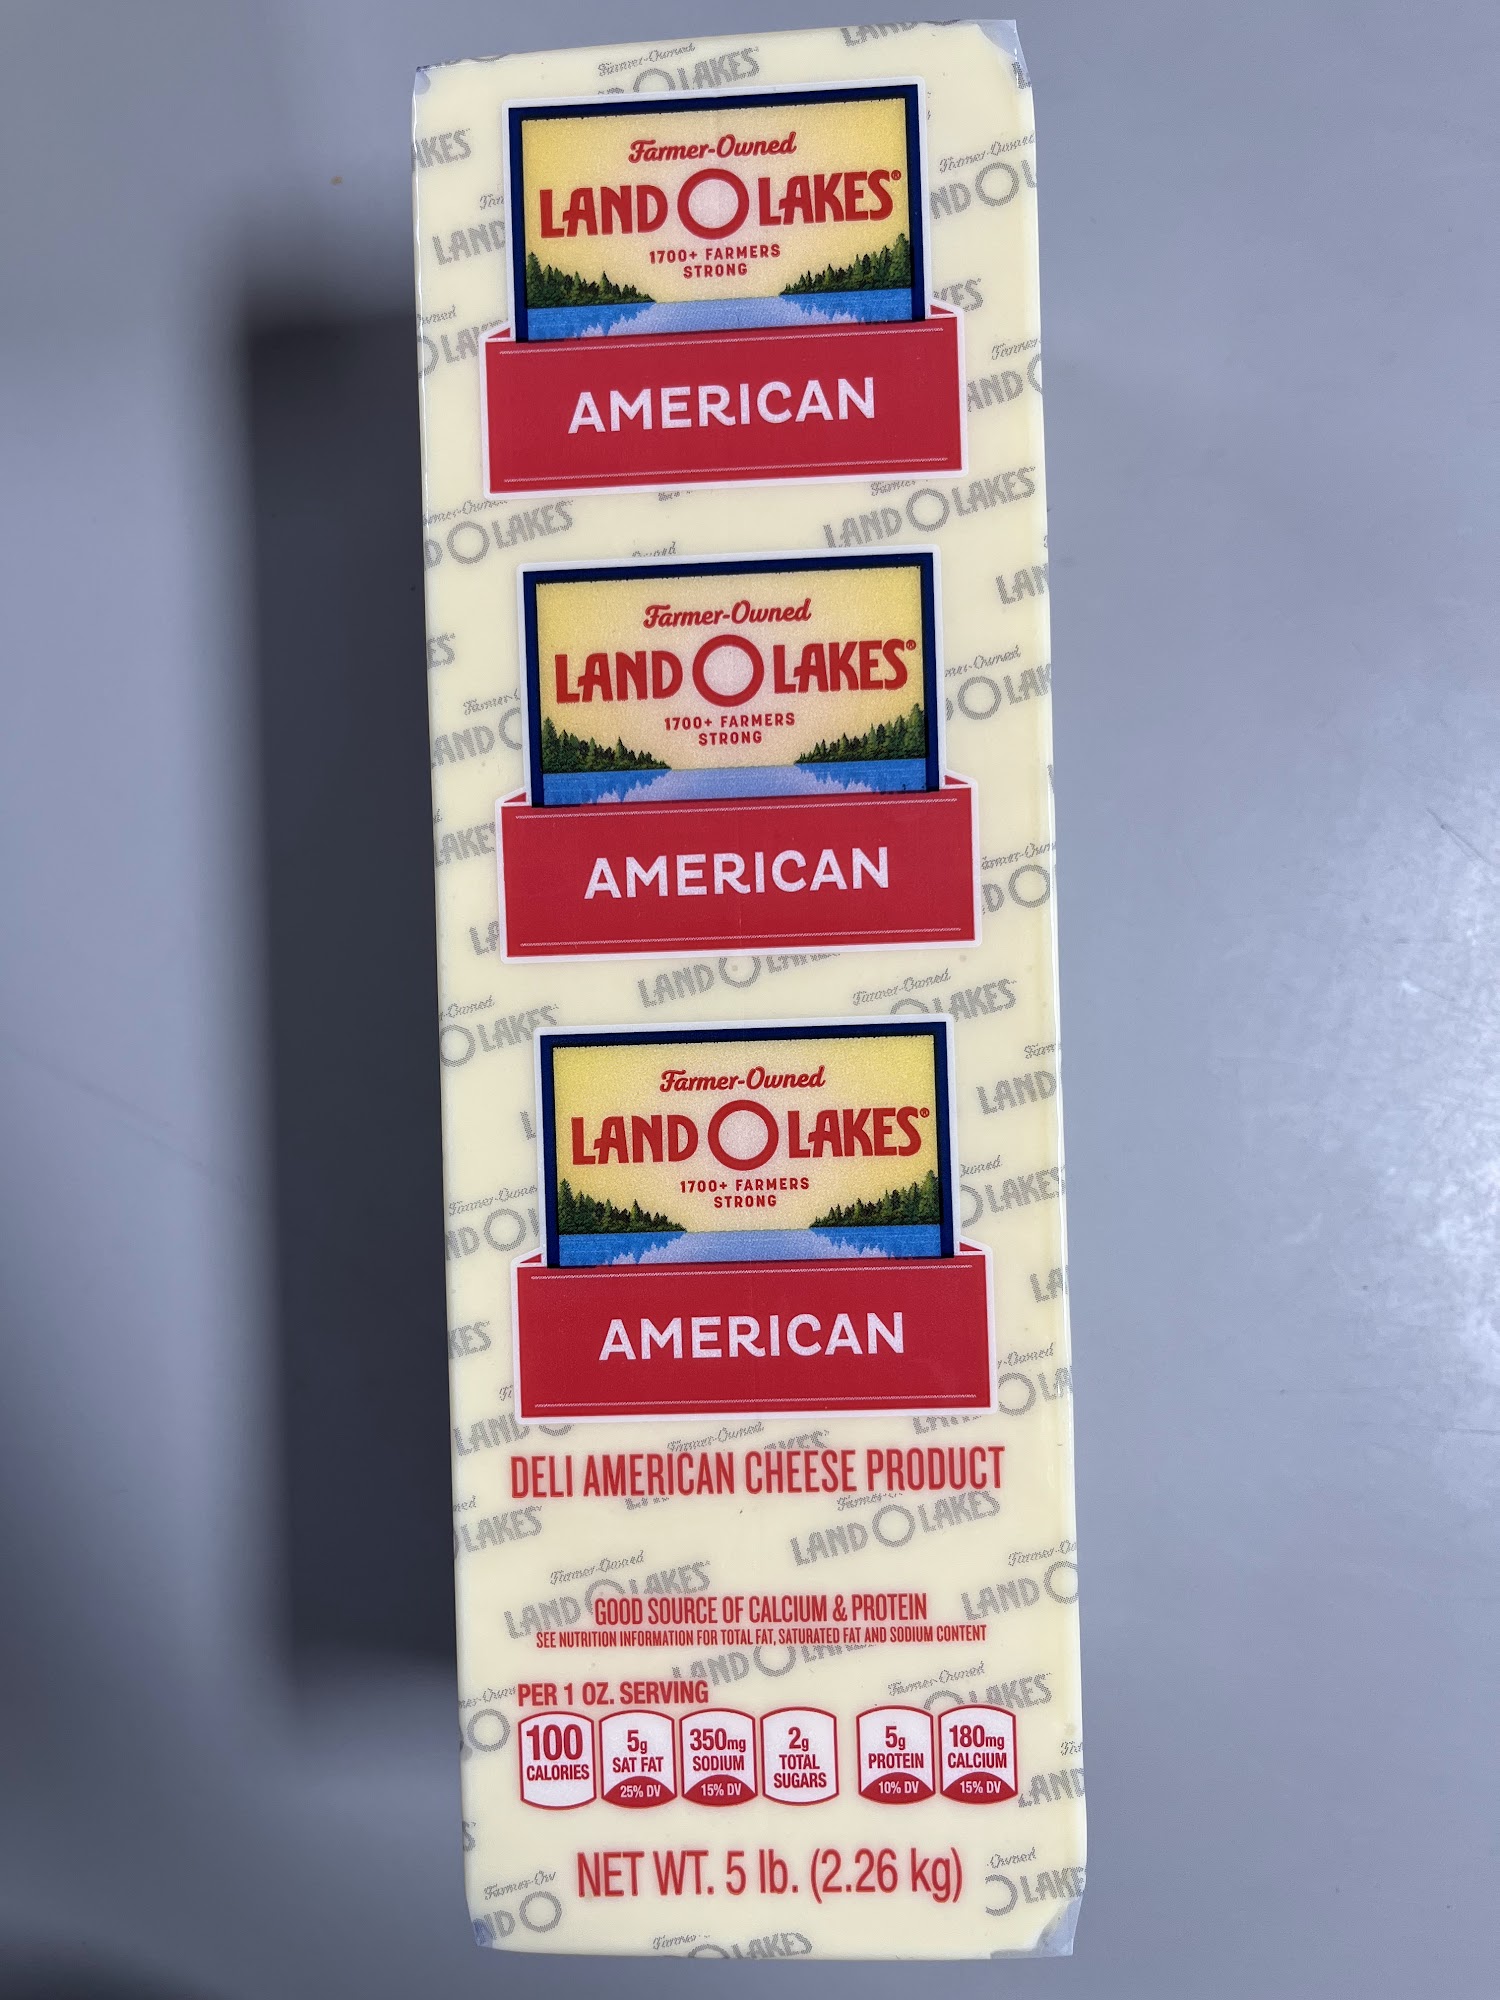 Farmer-Owned
LAND O LAKES®
1700+ FARMERS
STRONG
AMERICAN
Farmer-Owned
LAND O LAKES®
1700+ FARMERS
STRONG
AMERICAN
Farmer-Owned
LAND O LAKES®
1700+ FARMERS
STRONG
AMERICAN
DELI AMERICAN CHEESE PRODUCT
GOOD SOURCE OF CALCIUM & PROTEIN
SEE NUTRITION INFORMATION FOR TOTAL FAT, SATURATED FAT AND SODIUM CONTENT
PER 1 OZ. SERVING
100
CALORIES
5g
SAT FAT
25% DV
350mg
SODIUM
15% DV
2g
TOTAL
SUGARS
5g
PROTEIN
10% DV
180mg
CALCIUM
15% DV
NET WT. 5 lb. (2.26 kg)